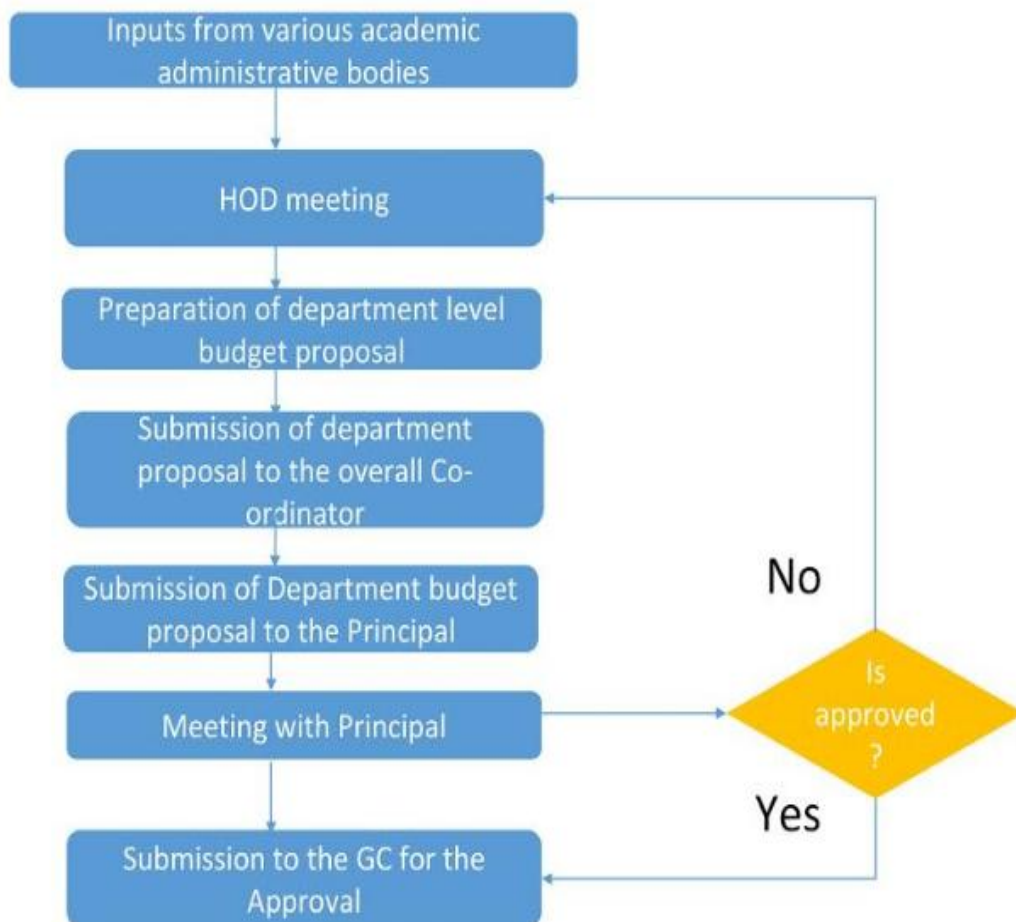 Inputs from various academic
administrative bodies
HOD meeting
Preparation of department level
budget proposal
Submission of department
proposal to the overall Co-
ordinator
Submission of Department budget
proposal to the Principal
Meeting with Principal
No
Is
approved
?
Yes
Submission to the GC for the
Approval